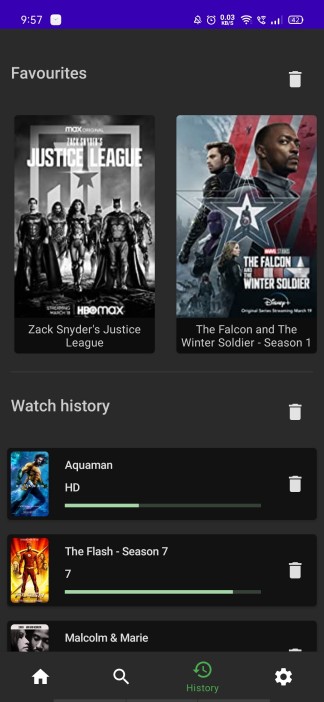 9:57
0.03
KB/S
42
Favourites
max ORIGINAL
ZACK SNYDER'S
JUSTICE LEAGUE
STREAMING
MARCH 18
HBOmax
Zack Snyder's Justice
League
MARVEL STUDIOS
THE FALCON
AND THE
WINTER SOLDIER
Disney+
Original Series Streaming March 19
The Falcon and The
Winter Soldier - Season 1
Watch history
Aquaman
HD
The Flash - Season 7
7
Malcolm & Marie
History